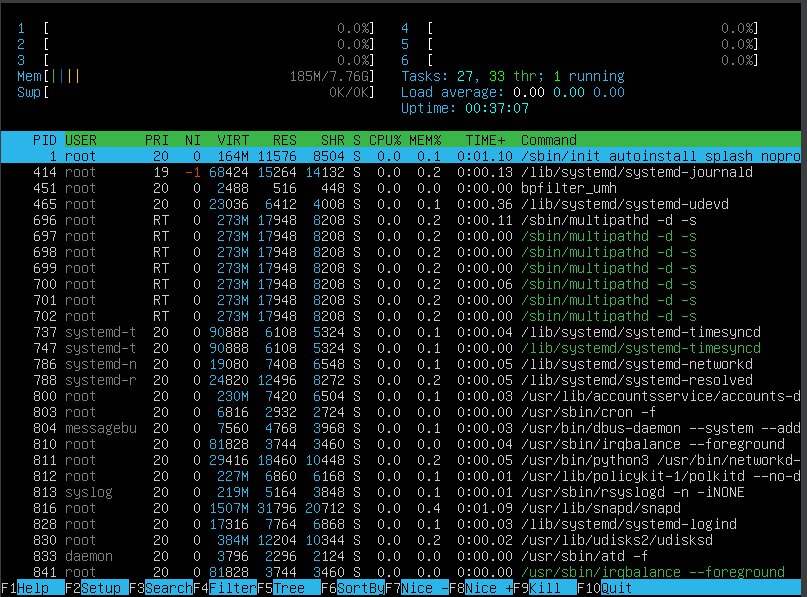 1 [ 0.0%] 4 [ 0.0%]
2 [ 0.0%] 5 [ 0.0%]
3 [ 0.0%] 6 [ 0.0%]
Mem[|||| 185M/7.76G] Tasks: 27, 33 thr; 1 running
Swp[ 0K/0K] Load average: 0.00 0.00 0.00
Uptime: 00:37:07
PID USER PRI NI VIRT RES SHR S CPU% MEM% TIME+ Command
1 root 20 0 164M 11576 8504 S 0.0 0.1 0:01.10 /sbin/init autoinstall splash nopro
414 root 19 -1 68424 15264 14132 S 0.0 0.2 0:00.13 /lib/systemd/systemd-journald
451 root 20 0 2488 516 448 S 0.0 0.0 0:00.00 bpfilter_umh
465 root 20 0 23036 6412 4008 S 0.0 0.1 0:00.36 /lib/systemd/systemd-udevd
696 root RT 0 273M 17948 8208 S 0.0 0.2 0:00.11 /sbin/multipathd -d -s
697 root RT 0 273M 17948 8208 S 0.0 0.2 0:00.00 /sbin/multipathd -d -s
698 root RT 0 273M 17948 8208 S 0.0 0.2 0:00.00 /sbin/multipathd -d -s
699 root RT 0 273M 17948 8208 S 0.0 0.2 0:00.00 /sbin/multipathd -d -s
700 root RT 0 273M 17948 8208 S 0.0 0.2 0:00.06 /sbin/multipathd -d -s
701 root RT 0 273M 17948 8208 S 0.0 0.2 0:00.00 /sbin/multipathd -d -s
702 root RT 0 273M 17948 8208 S 0.0 0.2 0:00.00 /sbin/multipathd -d -s
737 systemd-t 20 0 90888 6108 5324 S 0.0 0.1 0:00.04 /lib/systemd/systemd-timesyncd
747 systemd-t 20 0 90888 6108 5324 S 0.0 0.1 0:00.00 /lib/systemd/systemd-timesyncd
786 systemd-n 20 0 19080 7408 6548 S 0.0 0.1 0:00.05 /lib/systemd/systemd-networkd
788 systemd-r 20 0 24820 12496 8272 S 0.0 0.2 0:00.05 /lib/systemd/systemd-resolved
800 root 20 0 230M 7420 6504 S 0.0 0.1 0:00.03 /usr/lib/accountsservice/accounts-d
803 root 20 0 6816 2932 2724 S 0.0 0.0 0:00.00 /usr/sbin/cron -f
804 messagebu 20 0 7560 4768 3968 S 0.0 0.1 0:00.03 /usr/bin/dbus-daemon --system --add
810 root 20 0 81828 3744 3460 S 0.0 0.0 0:00.04 /usr/sbin/irqbalance --foreground
811 root 20 0 29416 18460 10448 S 0.0 0.2 0:00.05 /usr/bin/python3 /usr/bin/networkd-
812 root 20 0 227M 6860 6168 S 0.0 0.1 0:00.01 /usr/lib/policykit-1/polkitd --no-d
813 syslog 20 0 219M 5164 3848 S 0.0 0.1 0:00.01 /usr/sbin/rsyslogd -n -iNONE
816 root 20 0 1507M 31796 20712 S 0.0 0.4 0:01.09 /usr/lib/snapd/snapd
828 root 20 0 17316 7764 6868 S 0.0 0.1 0:00.03 /lib/systemd/systemd-logind
830 root 20 0 384M 12204 10344 S 0.0 0.2 0:00.02 /usr/lib/udisks2/udisksd
833 daemon 20 0 3796 2296 2124 S 0.0 0.0 0:00.00 /usr/sbin/atd -f
841 root 20 0 81828 3744 3460 S 0.0 0.0 0:00.00 /usr/sbin/irqbalance --foreground
F1Help F2Setup F3SearchF4FilterF5Tree F6SortByF7Nice -F8Nice +F9Kill F10Quit